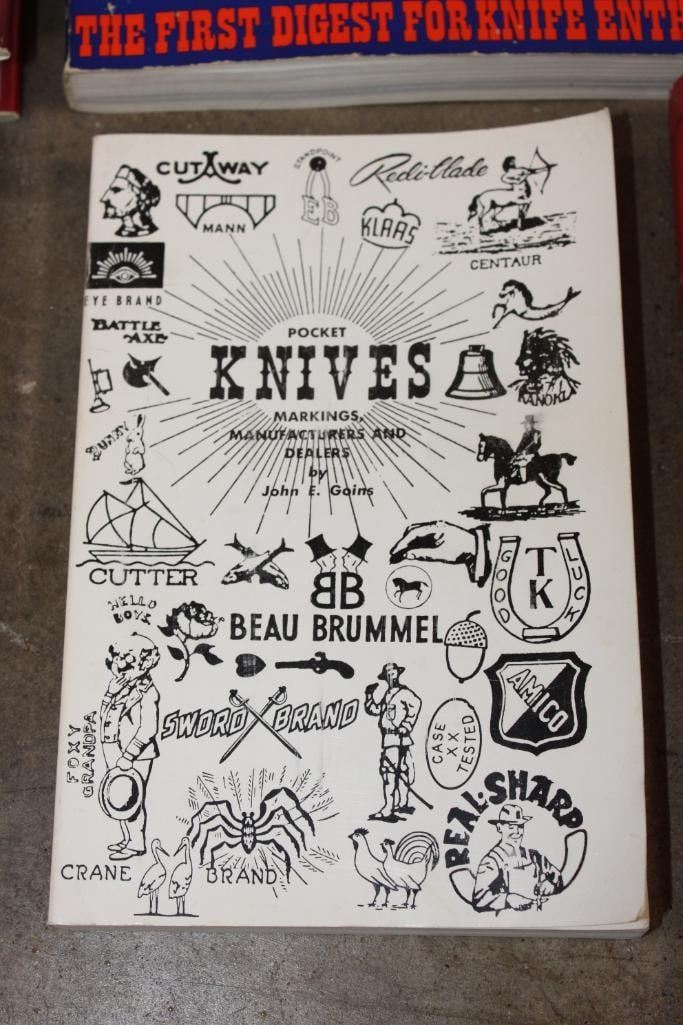 THE FIRST DIGEST FOR KNIFE ENTH
CUTAWAY
MANN
STANDPOINT
EB
Redi-blade
KLAAS
CENTAUR
EYE BRAND
BATTLE
AXE
POCKET
KNIVES
MARKINGS,
MANUFACTURERS AND
DEALERS
by
John E. Goins
BUNNY
CUTTER
BB
BEAU BRUMMEL
GOOD
LUCK
TK
HELLO
BOYS
FOXY
GRANDPA
SWORD BRAND
CASE
XX
TESTED
AMICO
REAL-SHARP
CRANE BRAND